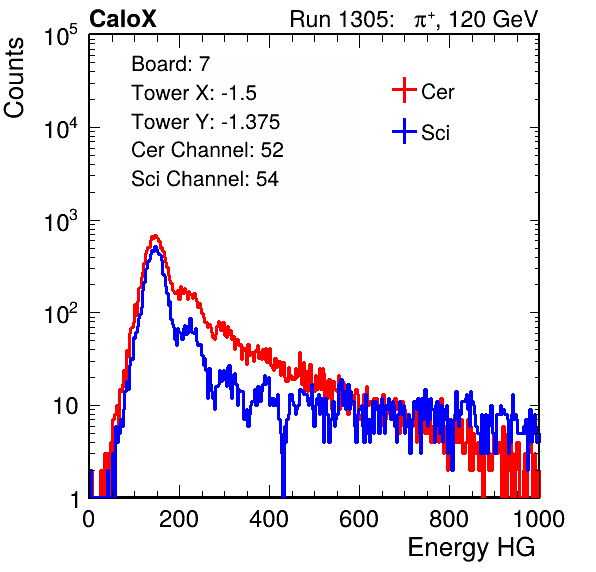 CaloX Run 1305: π⁺, 120 GeV
Board: 7
Tower X: -1.5
Tower Y: -1.375
Cer Channel: 52
Sci Channel: 54
Cer
Sci
Counts
10⁵
10⁴
10³
10²
10
1
0 200 400 600 800 1000
Energy HG